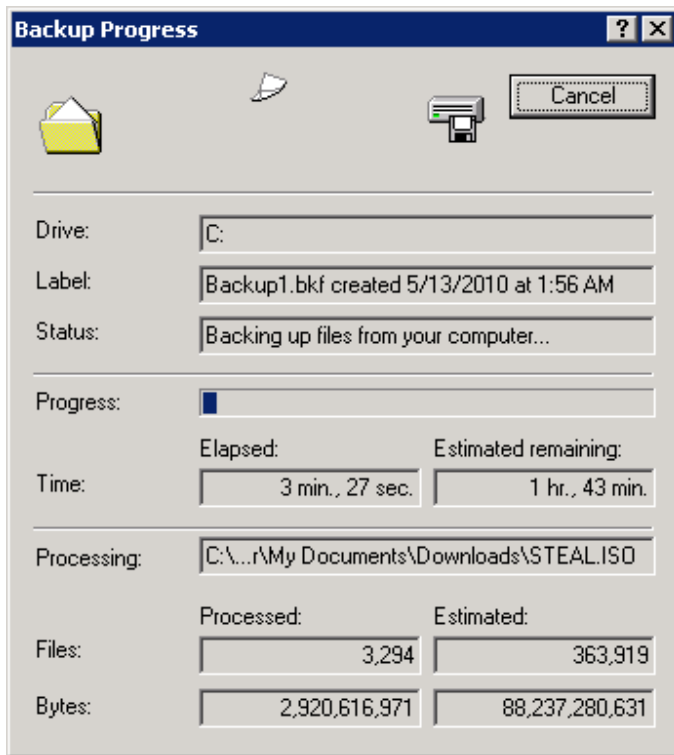 Backup Progress
Cancel
Drive: C:
Label: Backup1.bkf created 5/13/2010 at 1:56 AM
Status: Backing up files from your computer...
Progress:
Elapsed: Estimated remaining:
Time: 3 min., 27 sec. 1 hr., 43 min.
Processing: C:\...r\My Documents\Downloads\STEAL.ISO
Processed: Estimated:
Files: 3,294 363,919
Bytes: 2,920,616,971 88,237,280,631